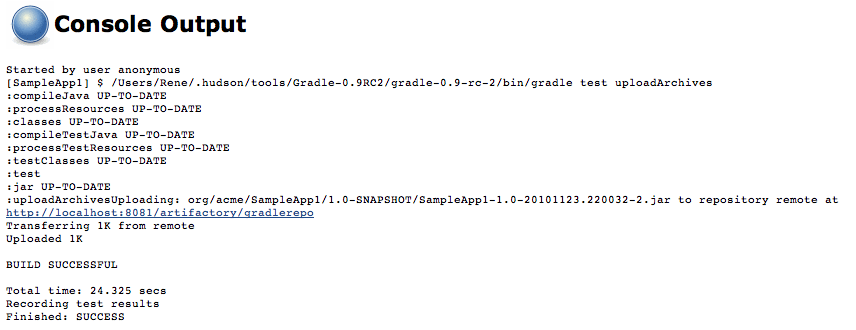 Console Output
Started by user anonymous
[SampleApp1] $ /Users/Rene/.hudson/tools/Gradle-0.9RC2/gradle-0.9-rc-2/bin/gradle test uploadArchives
:compileJava UP-TO-DATE
:processResources UP-TO-DATE
:classes UP-TO-DATE
:compileTestJava UP-TO-DATE
:processTestResources UP-TO-DATE
:testClasses UP-TO-DATE
:test
:jar UP-TO-DATE
:uploadArchivesUploading: org/acme/SampleApp1/1.0-SNAPSHOT/SampleApp1-1.0-20101123.220032-2.jar to repository remote at
http://localhost:8081/artifactory/gradlerepo
Transferring 1K from remote
Uploaded 1K
BUILD SUCCESSFUL
Total time: 24.325 secs
Recording test results
Finished: SUCCESS